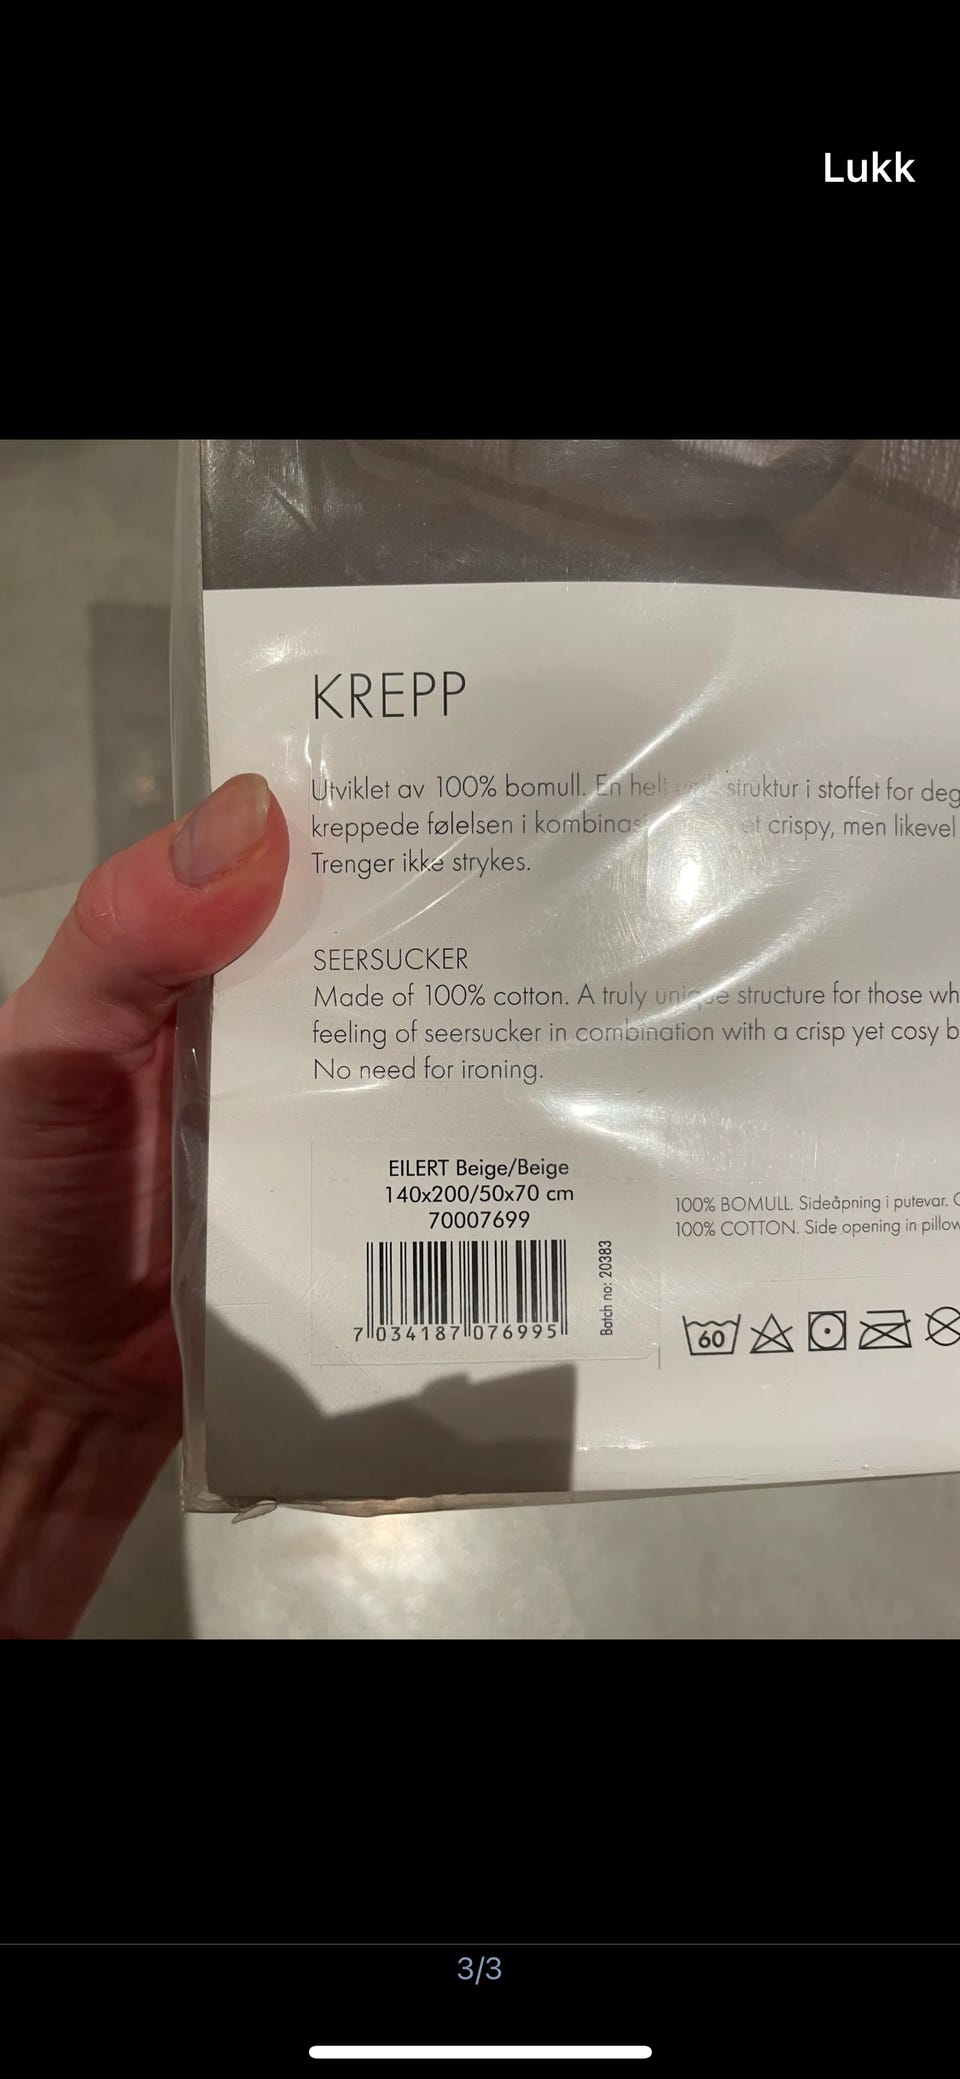 Lukk
KREPP
Utviklet av 100% bomull. En helt struktur i stoffet for deg
kreppede følelsen i crispy, men likevel
Trenger ikke strykes.
SEERSUCKER
Made of 100% cotton. A truly unique structure for those
feeling of seersucker in combination with a crisp yet cosy
No need for ironing.
EILERT Beige/Beige
140x200/50x70 cm
70007699
7 034187 076995
Batch no: 20383
100% BOMULL. Sideåpning i putevar.
100% COTTON. Side opening in
60
3/3